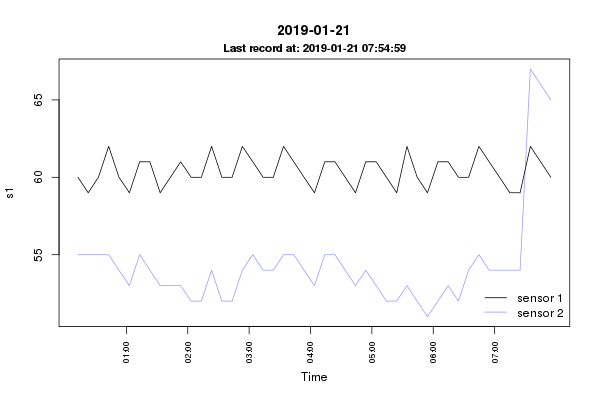 2019-01-21
Last record at: 2019-01-21 07:54:59
65
60
55
s1
sensor 1
sensor 2
01:00 02:00 03:00 04:00 05:00 06:00 07:00
Time